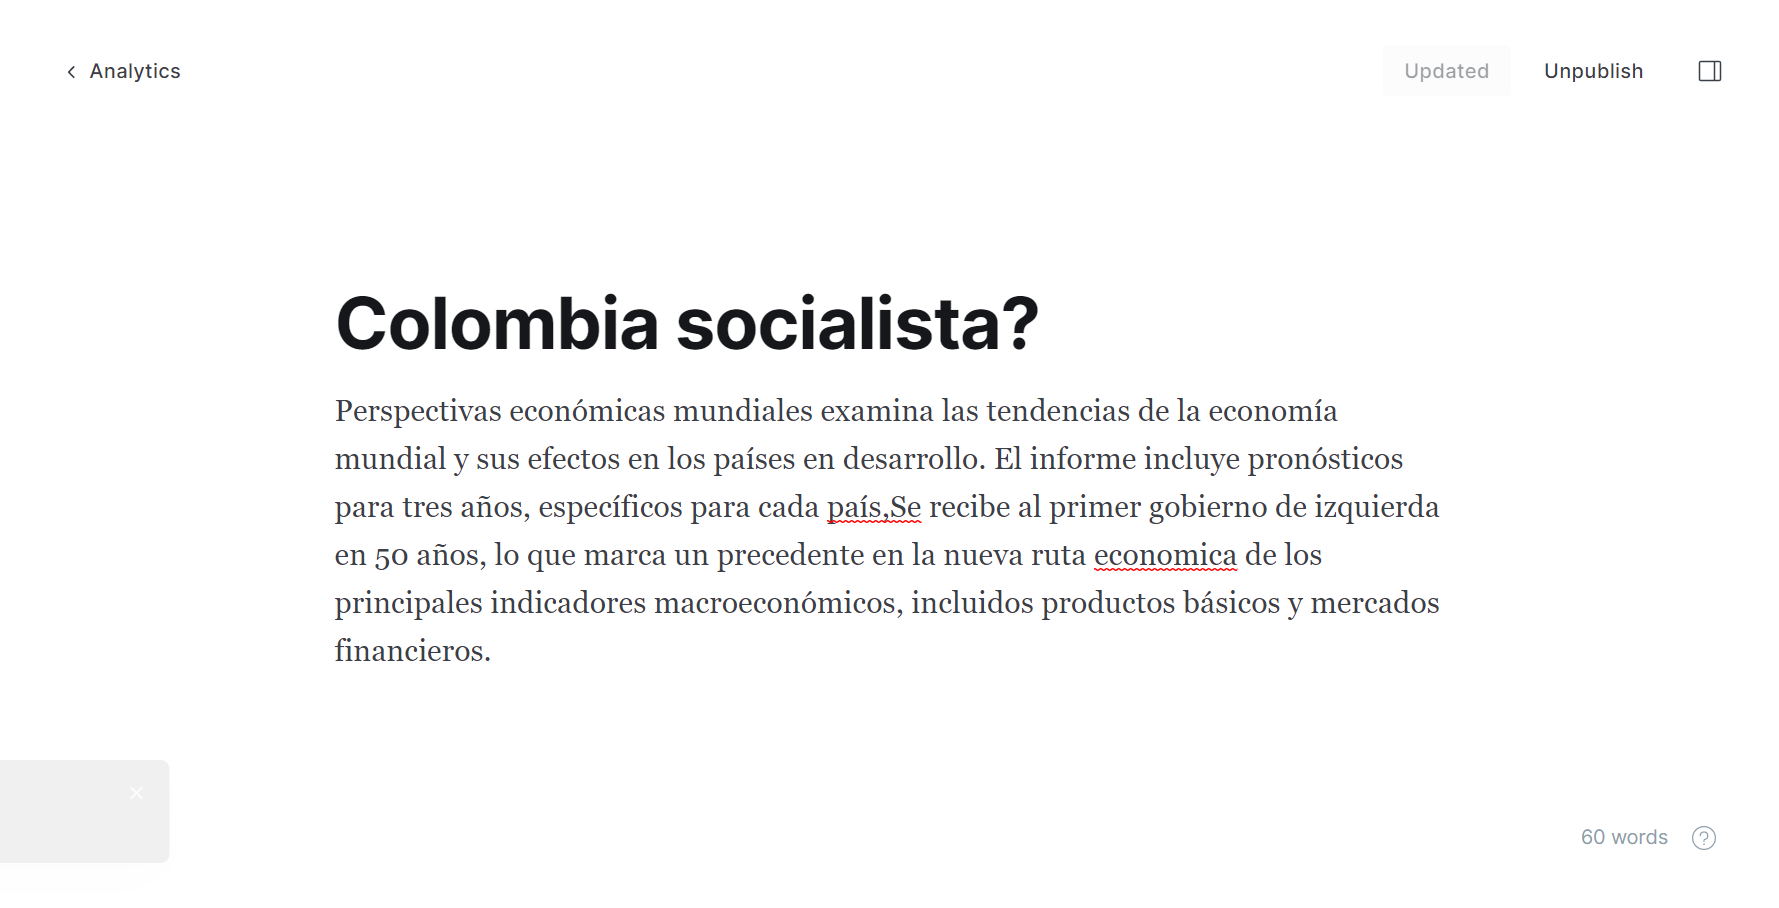 Analytics
Updated
Unpublish
Colombia socialista?
Perspectivas económicas mundiales examina las tendencias de la economía
mundial y sus efectos en los países en desarrollo. El informe incluye pronósticos
para tres años, específicos para cada país,Se recibe al primer gobierno de izquierda
en 50 años, lo que marca un precedente en la nueva ruta economica de los
principales indicadores macroeconómicos, incluidos productos básicos y mercados
financieros.
60 words